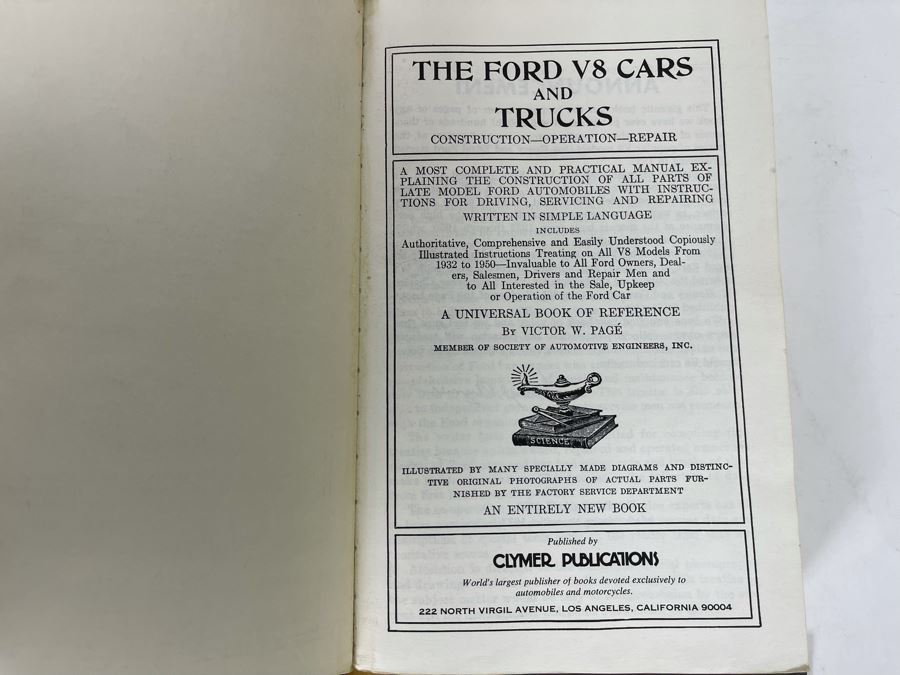 THE FORD V8 CARS
AND
TRUCKS
CONSTRUCTION—OPERATION—REPAIR
A MOST COMPLETE AND PRACTICAL MANUAL EX-
PLAINING THE CONSTRUCTION OF ALL PARTS OF
LATE MODEL FORD AUTOMOBILES WITH INSTRUC-
TIONS FOR DRIVING, SERVICING AND REPAIRING
WRITTEN IN SIMPLE LANGUAGE
INCLUDES
Authoritative, Comprehensive and Easily Understood Copiously
Illustrated Instructions Treating on All V8 Models From
1932 to 1950—Invaluable to All Ford Owners, Deal-
ers, Salesmen, Drivers and Repair Men and
to All Interested in the Sale, Upkeep
or Operation of the Ford Car
A UNIVERSAL BOOK OF REFERENCE
BY VICTOR W. PAGÉ
MEMBER OF SOCIETY OF AUTOMOTIVE ENGINEERS, INC.
SCIENCE
ILLUSTRATED BY MANY SPECIALLY MADE DIAGRAMS AND DISTINC-
TIVE ORIGINAL PHOTOGRAPHS OF ACTUAL PARTS FUR-
NISHED BY THE FACTORY SERVICE DEPARTMENT
AN ENTIRELY NEW BOOK
Published by
CLYMER PUBLICATIONS
World's largest publisher of books devoted exclusively to
automobiles and motorcycles.
222 NORTH VIRGIL AVENUE, LOS ANGELES, CALIFORNIA 90004